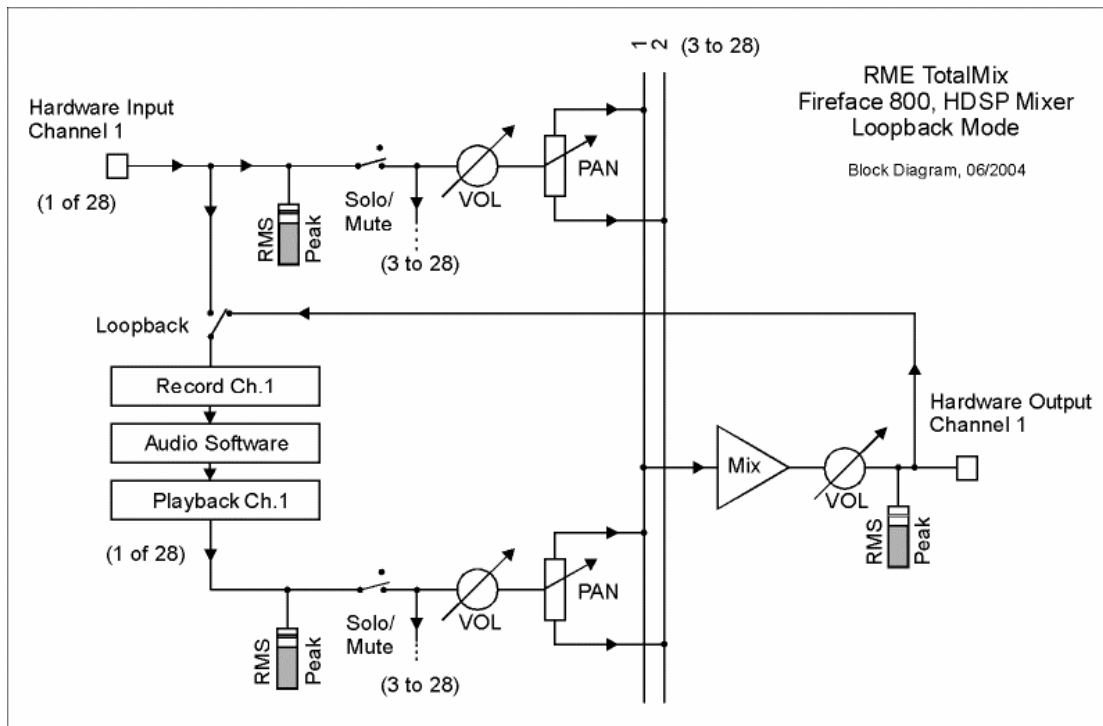 1
2
(3 to 28)
RME TotalMix
Fireface 800, HDSP Mixer
Loopback Mode
Block Diagram, 06/2004
Hardware Input
Channel 1
(1 of 28)
RMS
Peak
Solo/
Mute
(3 to 28)
VOL
PAN
Loopback
Record Ch.1
Audio Software
Playback Ch.1
(1 of 28)
Mix
VOL
Hardware Output
Channel 1
RMS
Peak
RMS
Peak
Solo/
Mute
(3 to 28)
VOL
PAN